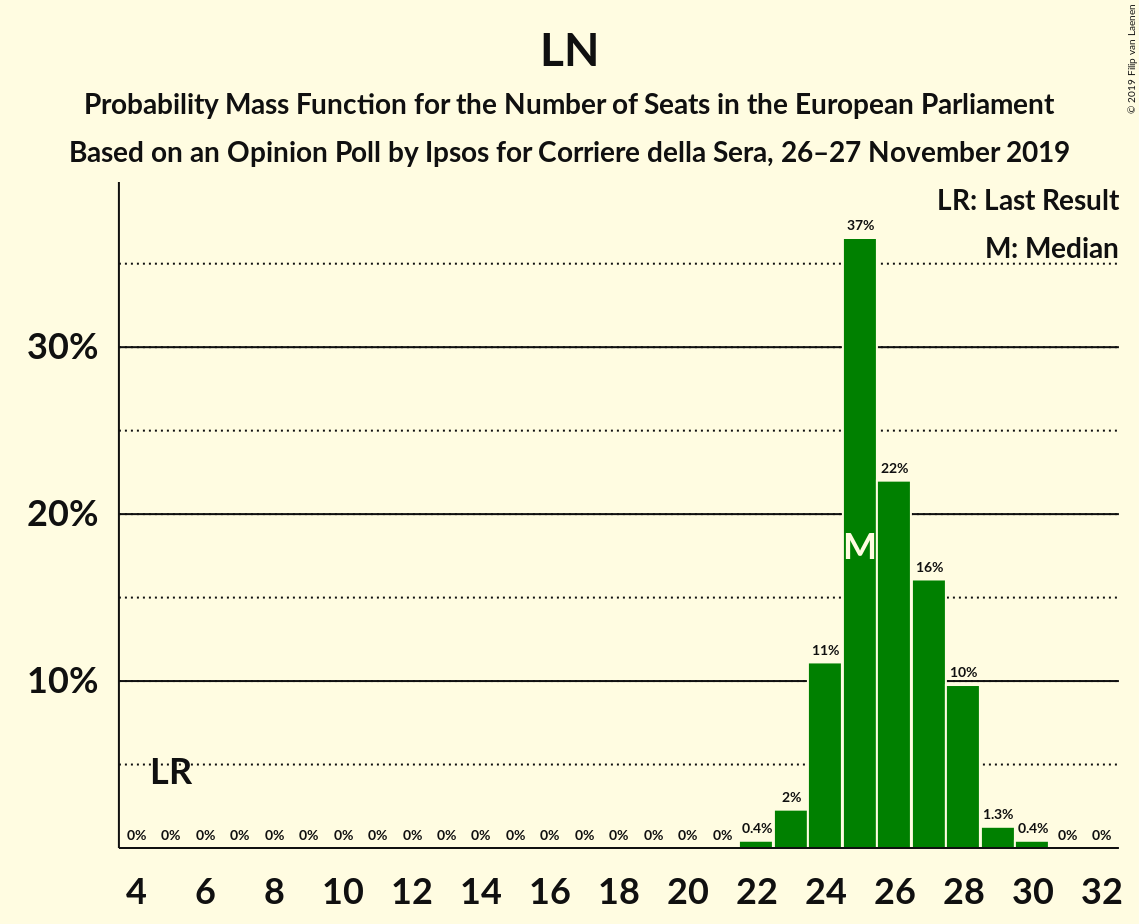 LN
Probability Mass Function for the Number of Seats in the European Parliament
Based on an Opinion Poll by Ipsos for Corriere della Sera, 26–27 November 2019
© 2019 Filip van Laenen
LR: Last Result
M: Median
37%
30%
22%
20%
M
16%
11%
10%
10%
LR
2%
0% 0% 0% 0% 0% 0% 0% 0% 0% 0% 0% 0% 0% 0% 0% 0% 0% 0% 0.4% 1.3% 0.4% 0% 0%
4 6 8 10 12 14 16 18 20 22 24 26 28 30 32